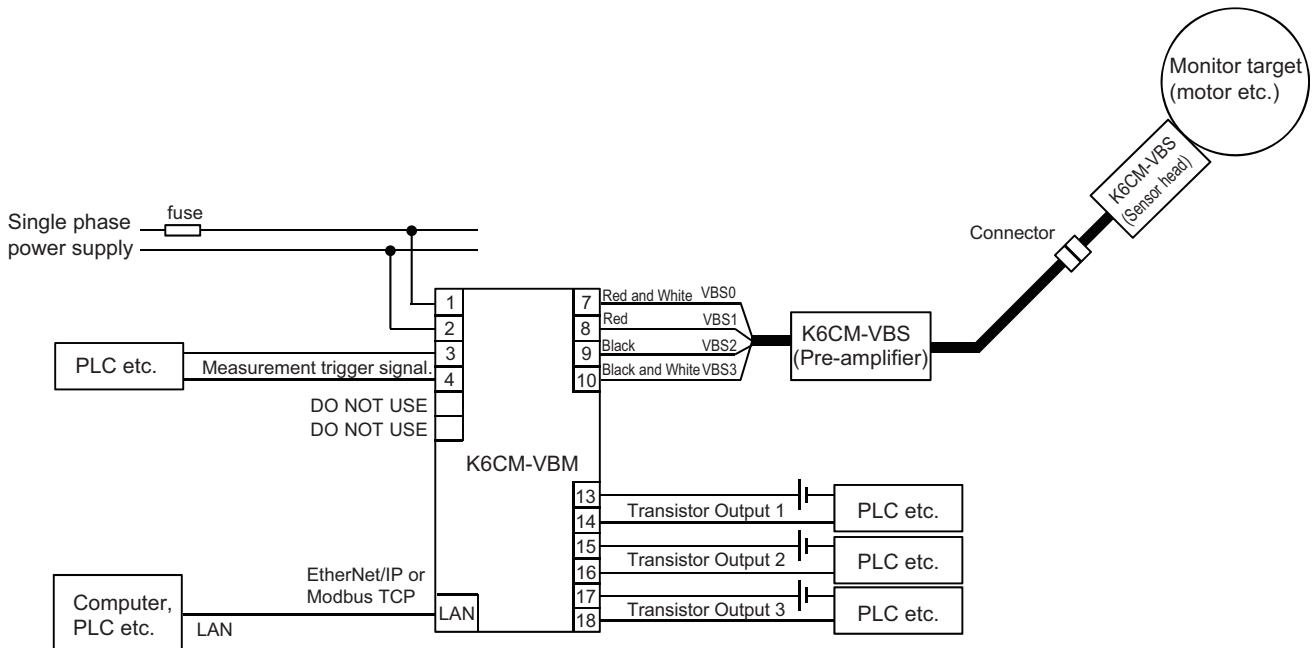 Monitor target
(motor etc.)
K6CM-VBS
(Sensor head)
Connector
Single phase
power supply
fuse
1
2
3
4
PLC etc.
Measurement trigger signal.
DO NOT USE
DO NOT USE
K6CM-VBM
7
8
9
10
Red and White VBS0
Red VBS1
Black VBS2
Black and White VBS3
K6CM-VBS
(Pre-amplifier)
13
14
15
16
17
18
Transistor Output 1
PLC etc.
Transistor Output 2
PLC etc.
Transistor Output 3
PLC etc.
EtherNet/IP or
Modbus TCP
LAN
Computer,
PLC etc.
LAN